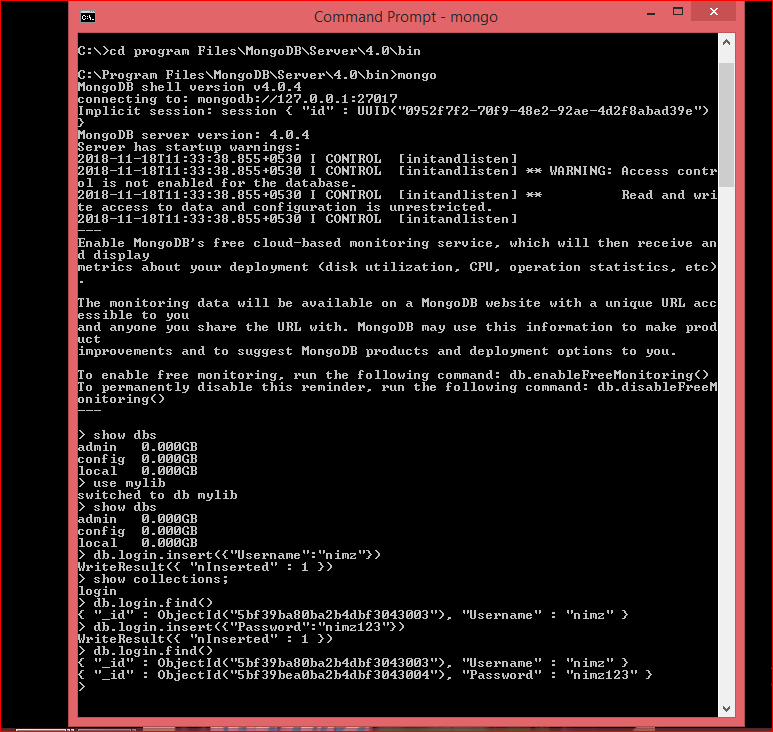 Command Prompt - mongo
C:\>cd program Files\MongoDB\Server\4.0\bin
C:\Program Files\MongoDB\Server\4.0\bin>mongo
MongoDB shell version v4.0.4
connecting to: mongodb://127.0.0.1:27017
Implicit session: session { "id" : UUID("0952f7f2-70f9-48e2-92ae-4d2f8abad39e")
}
MongoDB server version: 4.0.4
Server has startup warnings:
2018-11-18T11:33:38.855+0530 I CONTROL  [initandlisten]
2018-11-18T11:33:38.855+0530 I CONTROL  [initandlisten] ** WARNING: Access contr
ol is not enabled for the database.
2018-11-18T11:33:38.855+0530 I CONTROL  [initandlisten] **          Read and wri
te access to data and configuration is unrestricted.
2018-11-18T11:33:38.855+0530 I CONTROL  [initandlisten]
---
Enable MongoDB's free cloud-based monitoring service, which will then receive an
d display
metrics about your deployment (disk utilization, CPU, operation statistics, etc)
.
The monitoring data will be available on a MongoDB website with a unique URL acc
essible to you
and anyone you share the URL with. MongoDB may use this information to make prod
uct
improvements and to suggest MongoDB products and deployment options to you.
To enable free monitoring, run the following command: db.enableFreeMonitoring()
To permanently disable this reminder, run the following command: db.disableFreeM
onitoring()
---
> show dbs
admin   0.000GB
config  0.000GB
local   0.000GB
> use mylib
switched to db mylib
> show dbs
admin   0.000GB
config  0.000GB
local   0.000GB
> db.login.insert({"Username":"nimz"})
WriteResult({ "nInserted" : 1 })
> show collections;
login
> db.login.find()
{ "_id" : ObjectId("5bf39ba80ba2b4dbf3043003"), "Username" : "nimz" }
> db.login.insert({"Password":"nimz123"})
WriteResult({ "nInserted" : 1 })
> db.login.find()
{ "_id" : ObjectId("5bf39ba80ba2b4dbf3043003"), "Username" : "nimz" }
{ "_id" : ObjectId("5bf39bea0ba2b4dbf3043004"), "Password" : "nimz123" }
>